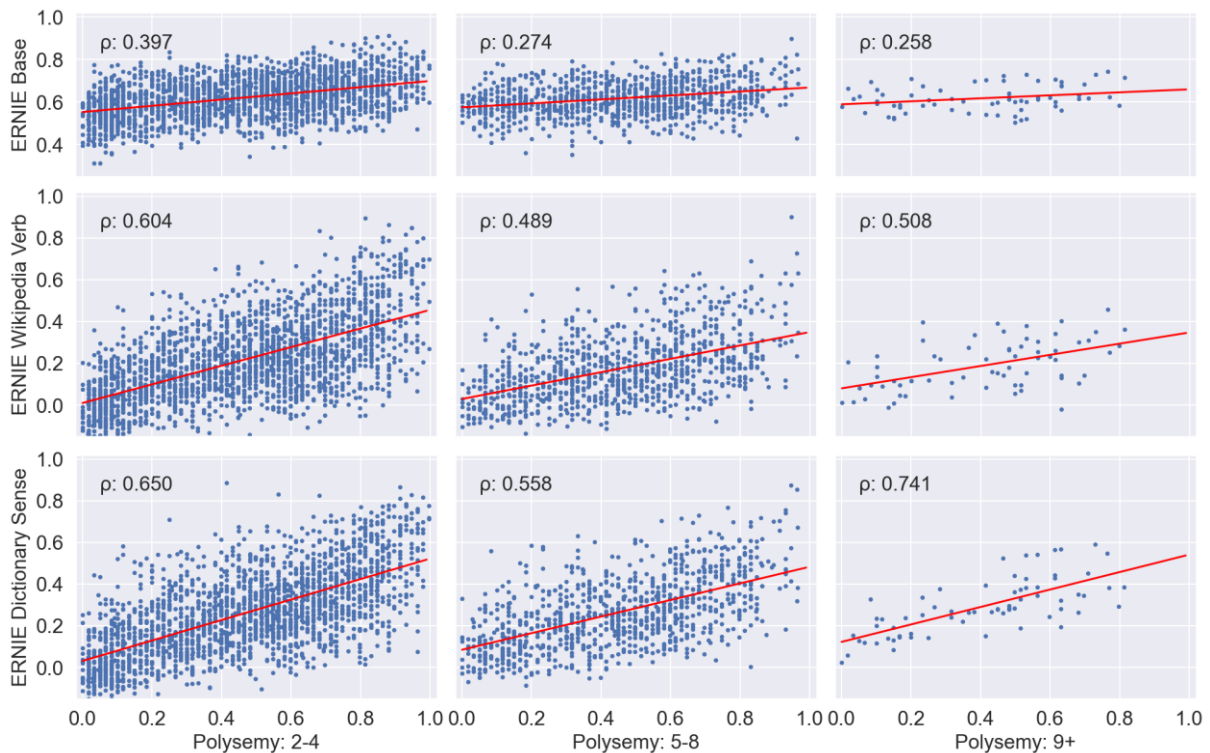 1.0
0.8
0.6
0.4
ERNIE Base
ρ: 0.397
ρ: 0.274
ρ: 0.258
1.0
0.8
0.6
0.4
0.2
0.0
ERNIE Wikipedia Verb
ρ: 0.604
ρ: 0.489
ρ: 0.508
1.0
0.8
0.6
0.4
0.2
0.0
ERNIE Dictionary Sense
ρ: 0.650
ρ: 0.558
ρ: 0.741
0.0 0.2 0.4 0.6 0.8 1.0
Polysemy: 2-4
0.0 0.2 0.4 0.6 0.8 1.0
Polysemy: 5-8
0.0 0.2 0.4 0.6 0.8 1.0
Polysemy: 9+